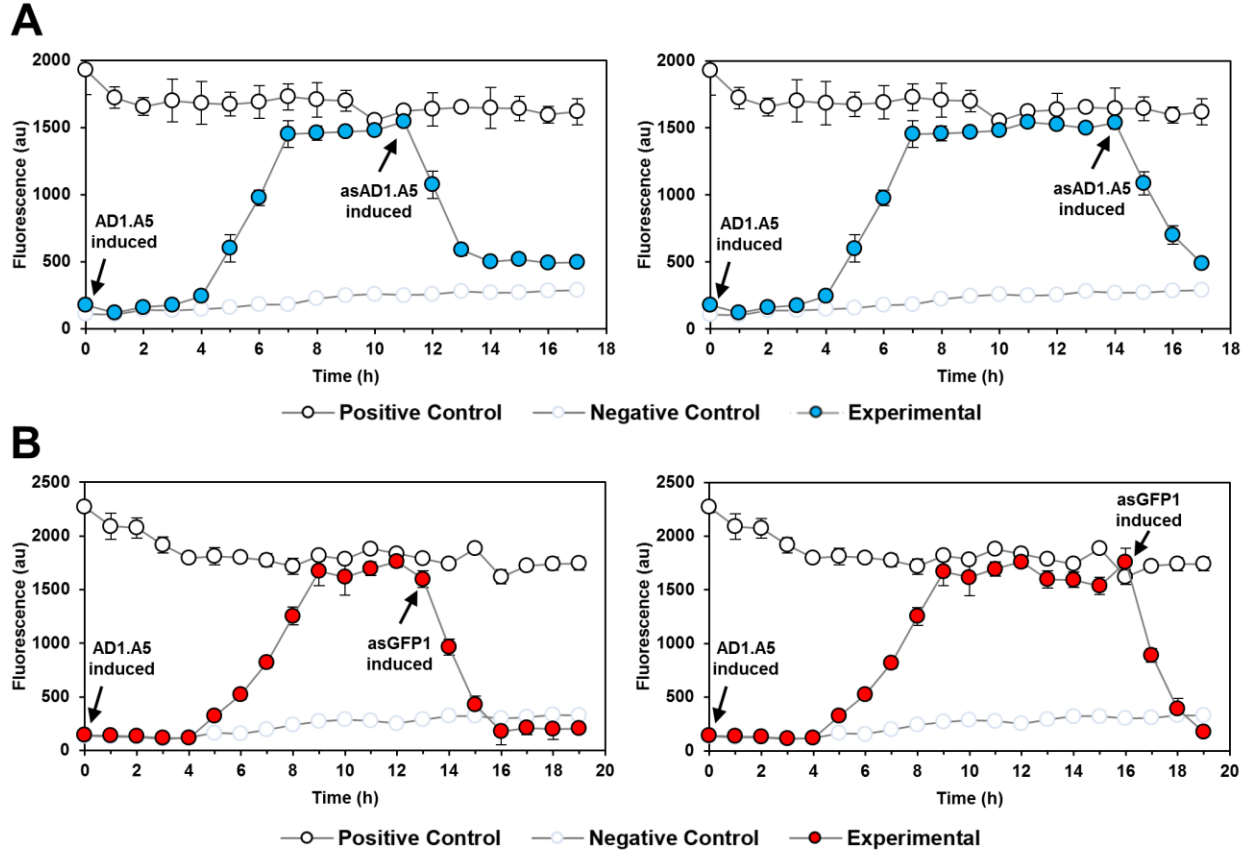 A
2000
1500
1000
500
0
Fluorescence (au)
AD1.A5
induced
asAD1.A5
induced
0 2 4 6 8 10 12 14 16 18
Time (h)
2000
1500
1000
500
0
Fluorescence (au)
AD1.A5
induced
asAD1.A5
induced
0 2 4 6 8 10 12 14 16 18
Time (h)
Positive Control Negative Control Experimental
B
2500
2000
1500
1000
500
0
Fluorescence (au)
AD1.A5
induced
asGFP1
induced
0 2 4 6 8 10 12 14 16 18 20
Time (h)
2500
2000
1500
1000
500
0
Fluorescence (au)
AD1.A5
induced
asGFP1
induced
0 2 4 6 8 10 12 14 16 18 20
Time (h)
Positive Control Negative Control Experimental